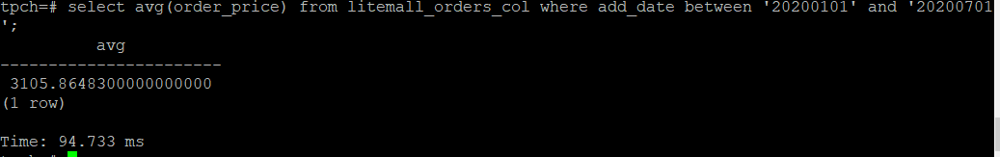 tpch=# select avg(order_price) from litemall_orders_col where add_date between '20200101' and '20200701
';
avg
-----------------------
3105.8648300000000000
(1 row)
Time: 94.733 ms